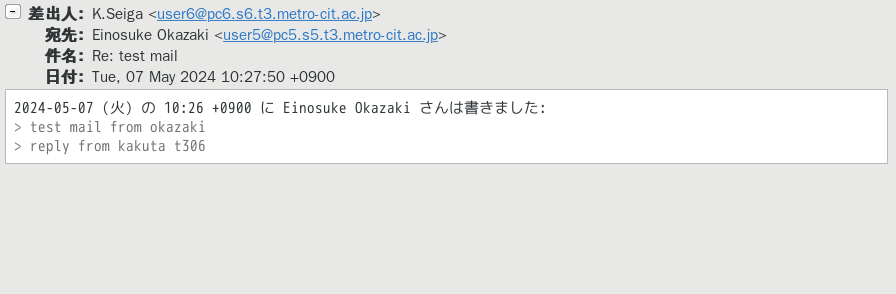 差出人: K.Seiga <user6@pc6.s6.t3.metro-cit.ac.jp>
宛先: Einosuke Okazaki <user5@pc5.s5.t3.metro-cit.ac.jp>
件名: Re: test mail
日付: Tue, 07 May 2024 10:27:50 +0900
2024-05-07 (火) の 10:26 +0900 に Einosuke Okazaki さんは書きました:
> test mail from okazaki
> reply from kakuta t306